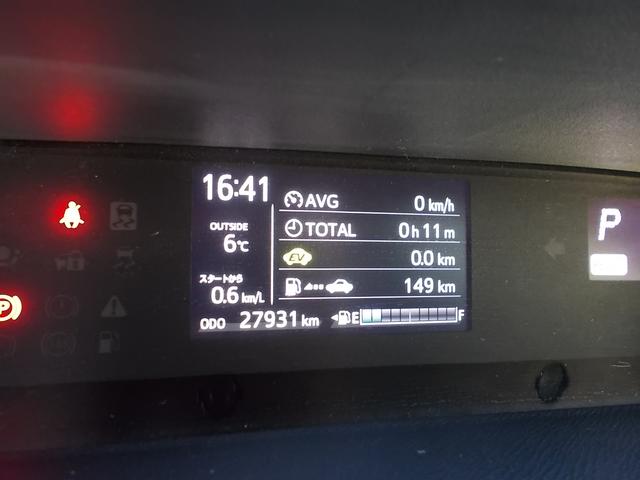 16:41
OUTSIDE
6℃
スタートから
0.6 km/L
AVG 0 km/h
TOTAL 0 h 11 m
EV 0.0 km
149 km
ODO 27931 km
E F
P
(P)